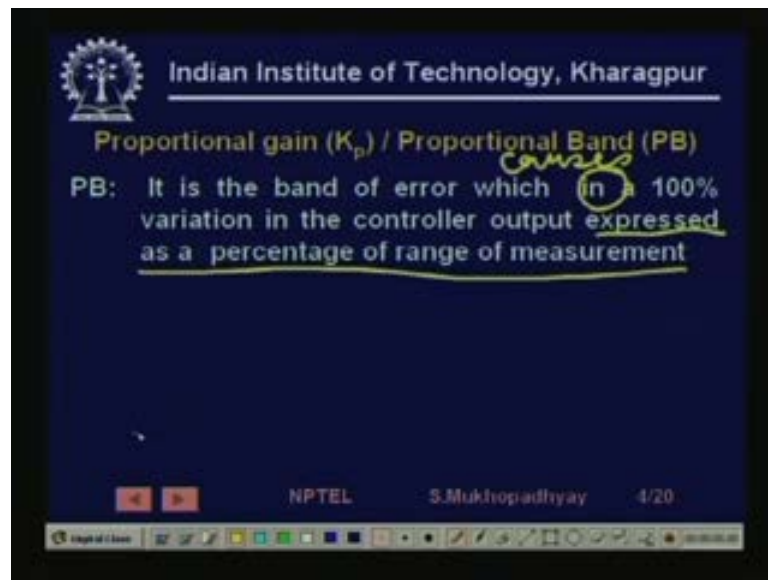 Indian Institute of Technology, Kharagpur
Proportional gain (Kp) / Proportional Band (PB)
causes
PB: It is the band of error which in a 100%
variation in the controller output expressed
as a percentage of range of measurement
NPTEL S.Mukhopadhyay 4/20